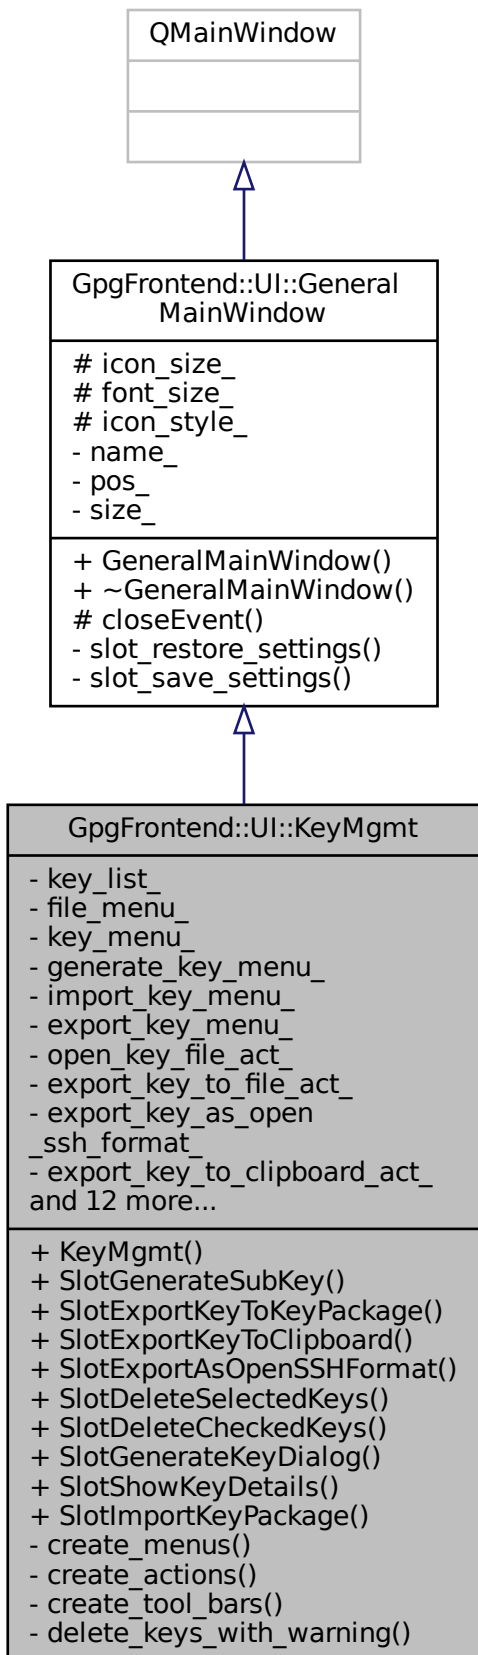 QMainWindow
GpgFrontend::UI::General
MainWindow
# icon_size_
# font_size_
# icon_style_
- name_
- pos_
- size_
+ GeneralMainWindow()
+ ~GeneralMainWindow()
# closeEvent()
- slot_restore_settings()
- slot_save_settings()
GpgFrontend::UI::KeyMgmt
- key_list_
- file_menu_
- key_menu_
- generate_key_menu_
- import_key_menu_
- export_key_menu_
- open_key_file_act_
- export_key_to_file_act_
- export_key_as_open
_ssh_format_
- export_key_to_clipboard_act_
and 12 more...
+ KeyMgmt()
+ SlotGenerateSubKey()
+ SlotExportKeyToKeyPackage()
+ SlotExportKeyToClipboard()
+ SlotExportAsOpenSSHFormat()
+ SlotDeleteSelectedKeys()
+ SlotDeleteCheckedKeys()
+ SlotGenerateKeyDialog()
+ SlotShowKeyDetails()
+ SlotImportKeyPackage()
- create_menus()
- create_actions()
- create_tool_bars()
- delete_keys_with_warning()